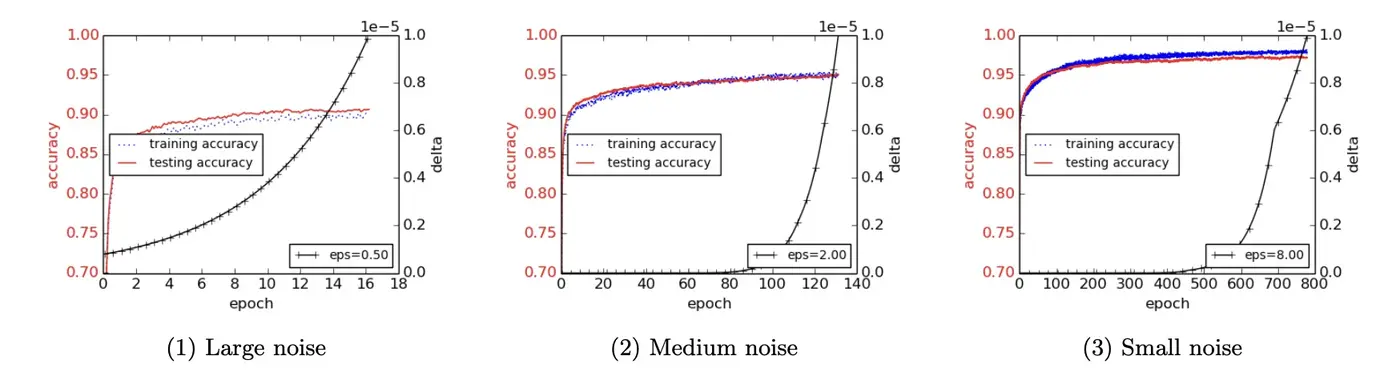 1e−5
1.00
0.95
0.90
0.85
0.80
0.75
0.70
accuracy
1.0
0.8
0.6
0.4
0.2
0.0
delta
training accuracy
testing accuracy
eps=0.50
0 2 4 6 8 10 12 14 16 18
epoch
(1) Large noise
1e−5
1.00
0.95
0.90
0.85
0.80
0.75
0.70
accuracy
1.0
0.8
0.6
0.4
0.2
0.0
delta
training accuracy
testing accuracy
eps=2.00
0 20 40 60 80 100 120 140
epoch
(2) Medium noise
1e−5
1.00
0.95
0.90
0.85
0.80
0.75
0.70
accuracy
1.0
0.8
0.6
0.4
0.2
0.0
delta
training accuracy
testing accuracy
eps=8.00
0 100 200 300 400 500 600 700 800
epoch
(3) Small noise